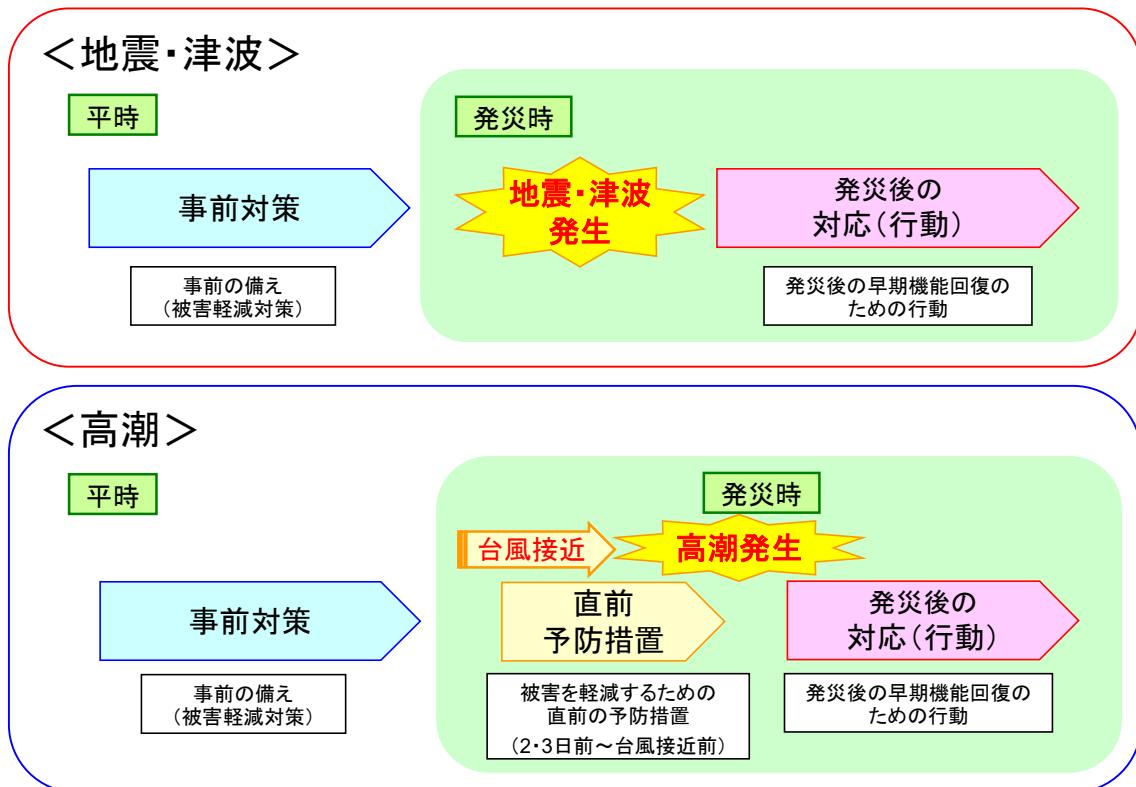 ＜地震・津波＞
平時
発災時
事前対策
地震・津波
発生
発災後の
対応（行動）
事前の備え
（被害軽減対策）
発災後の早期機能回復の
ための行動
＜高潮＞
平時
発災時
台風接近
高潮発生
事前対策
直前
予防措置
発災後の
対応（行動）
事前の備え
（被害軽減対策）
被害を軽減するための
直前の予防措置
（2・3日前～台風接近前）
発災後の早期機能回復の
ための行動